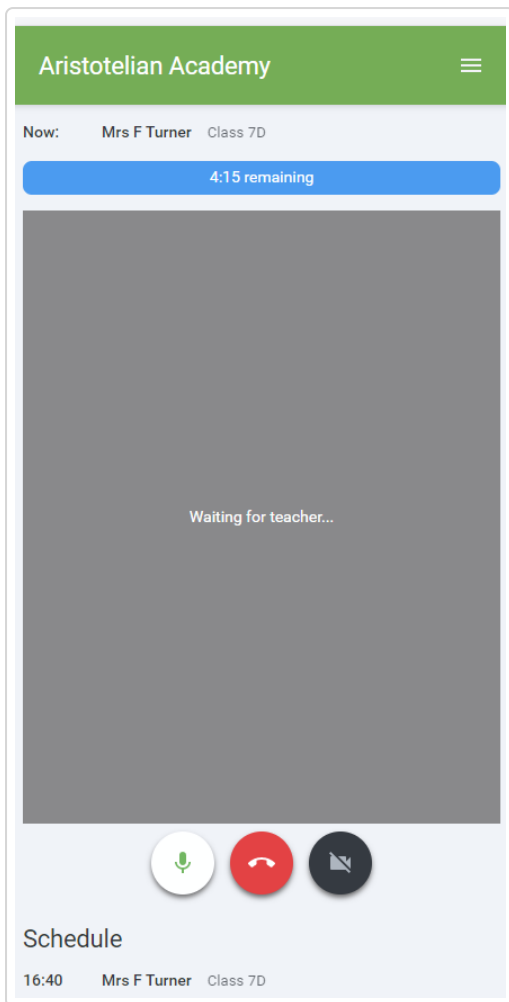 Aristotelian Academy
Now: Mrs F Turner Class 7D
4:15 remaining
Waiting for teacher...
Schedule
16:40 Mrs F Turner Class 7D